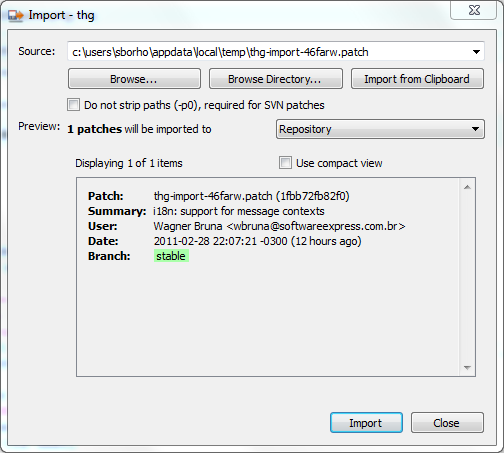 Import - thg
Source: c:\users\sborho\appdata\local\temp\thg-import-46farw.patch
Browse... Browse Directory... Import from Clipboard
Do not strip paths (-p0), required for SVN patches
Preview: 1 patches will be imported to Repository
Displaying 1 of 1 items Use compact view
Patch: thg-import-46farw.patch (1fbb72fb82f0)
Summary: i18n: support for message contexts
User: Wagner Bruna <wbruna@softwareexpress.com.br>
Date: 2011-02-28 22:07:21 -0300 (12 hours ago)
Branch: stable
Import Close